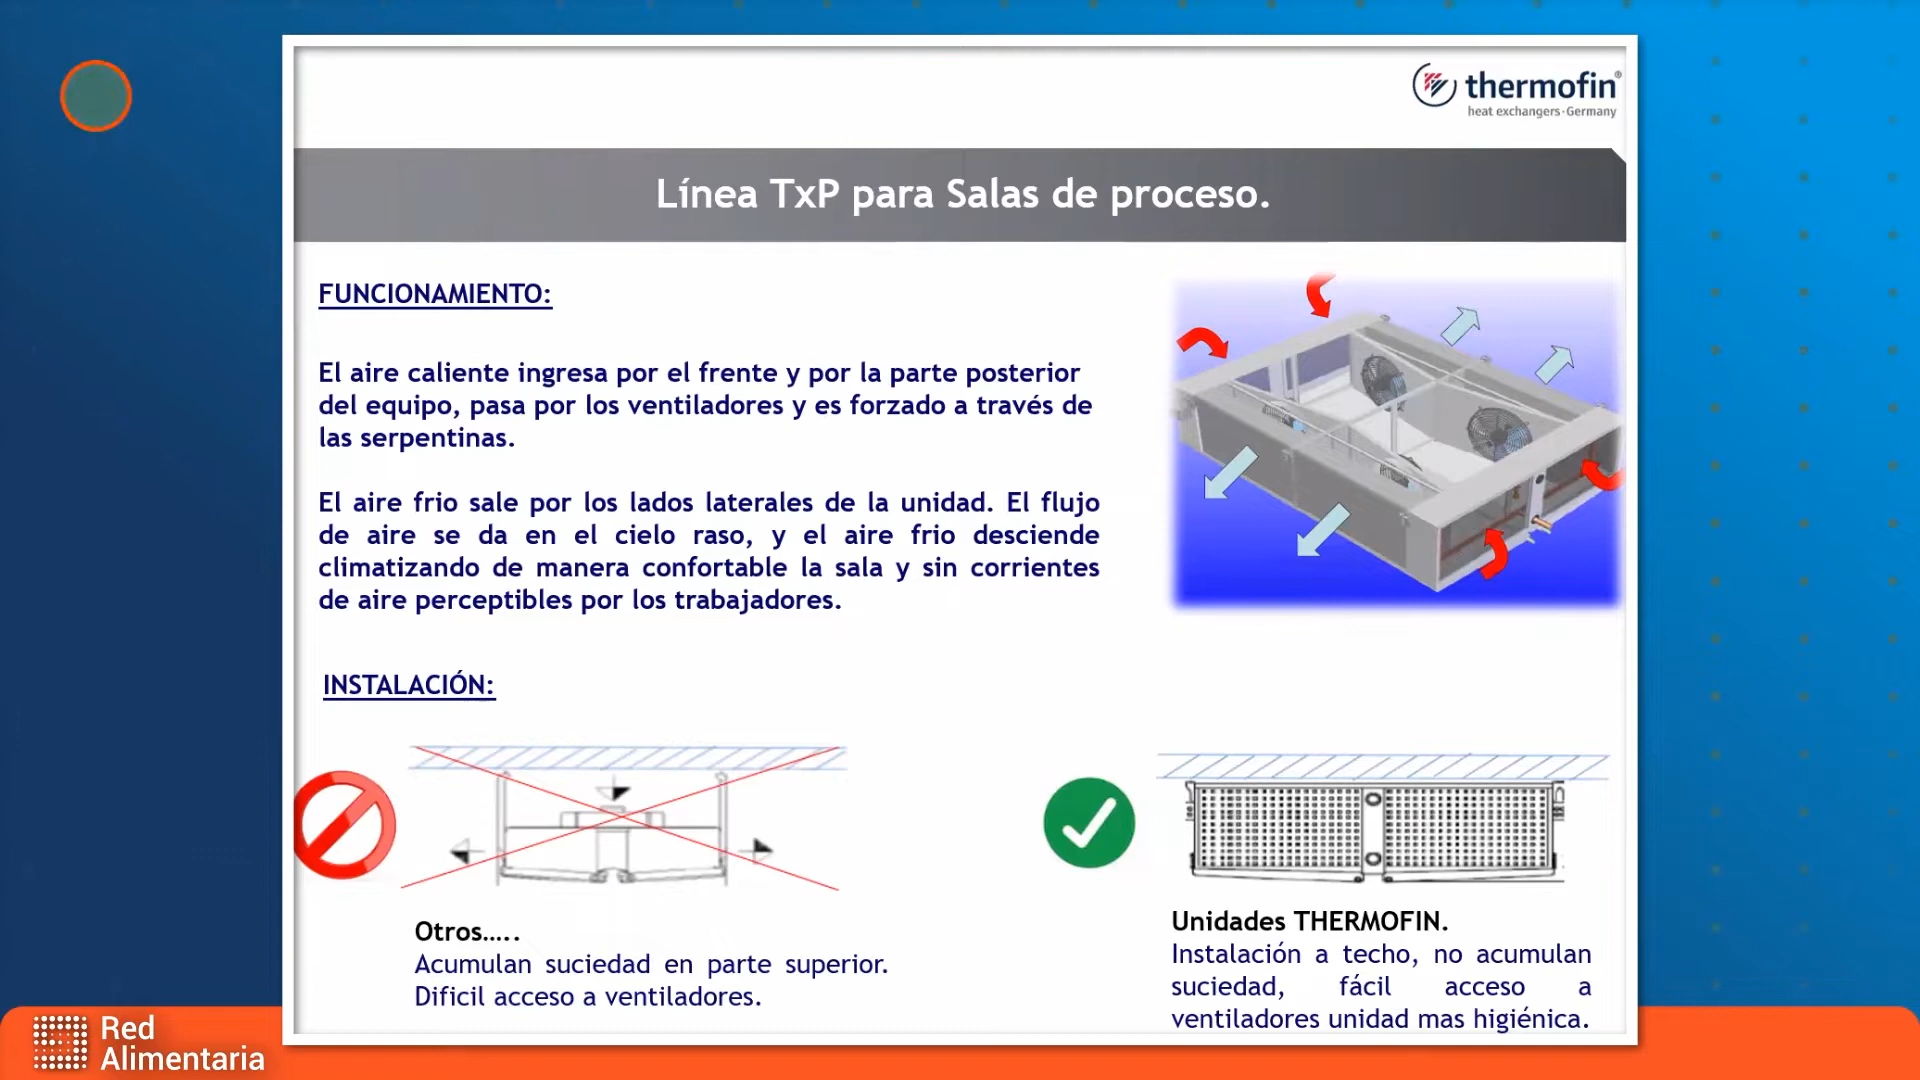 thermofin®
heat exchangers·Germany
Línea TxP para Salas de proceso.
FUNCIONAMIENTO:
El aire caliente ingresa por el frente y por la parte posterior
del equipo, pasa por los ventiladores y es forzado a través de
las serpentinas.
El aire frio sale por los lados laterales de la unidad. El flujo
de aire se da en el cielo raso, y el aire frio desciende
climatizando de manera confortable la sala y sin corrientes
de aire perceptibles por los trabajadores.
INSTALACIÓN:
Otros.....
Acumulan suciedad en parte superior.
Dificil acceso a ventiladores.
Unidades THERMOFIN.
Instalación a techo, no acumulan
suciedad, fácil acceso a
ventiladores unidad mas higiénica.
Red
Alimentaria